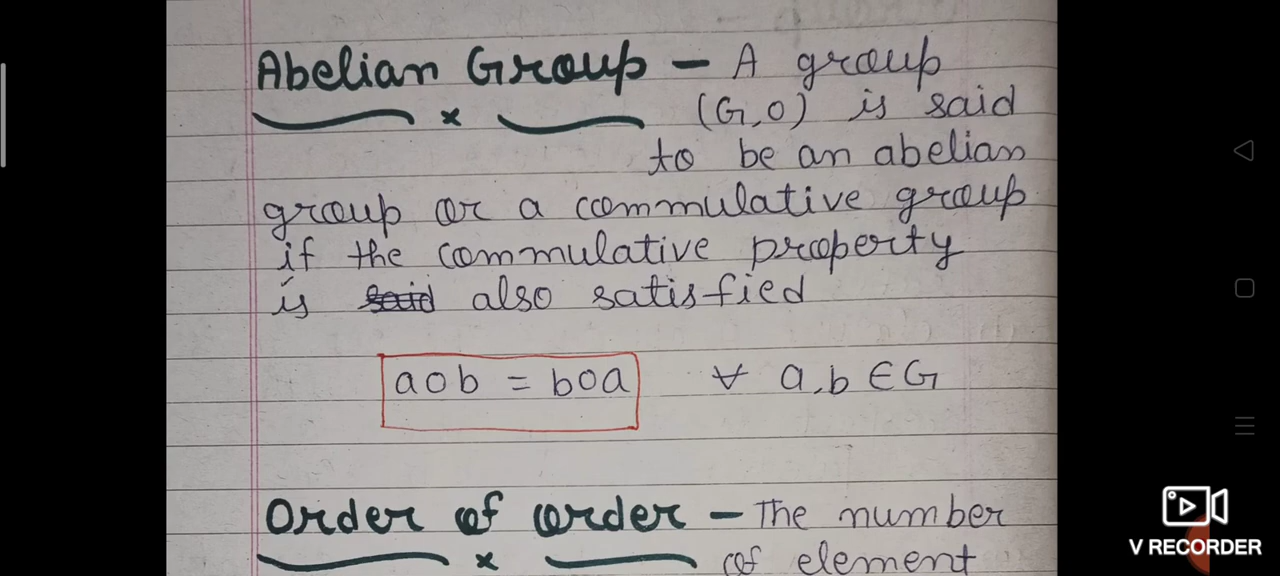 Abelian Group - A group
(G,o) is said
to be an abelian
group or a commulative group
if the commulative property
is said also satisfied
aob = boa ∀ a,b ∈ G
Order of order - The number
of element
V RECORDER